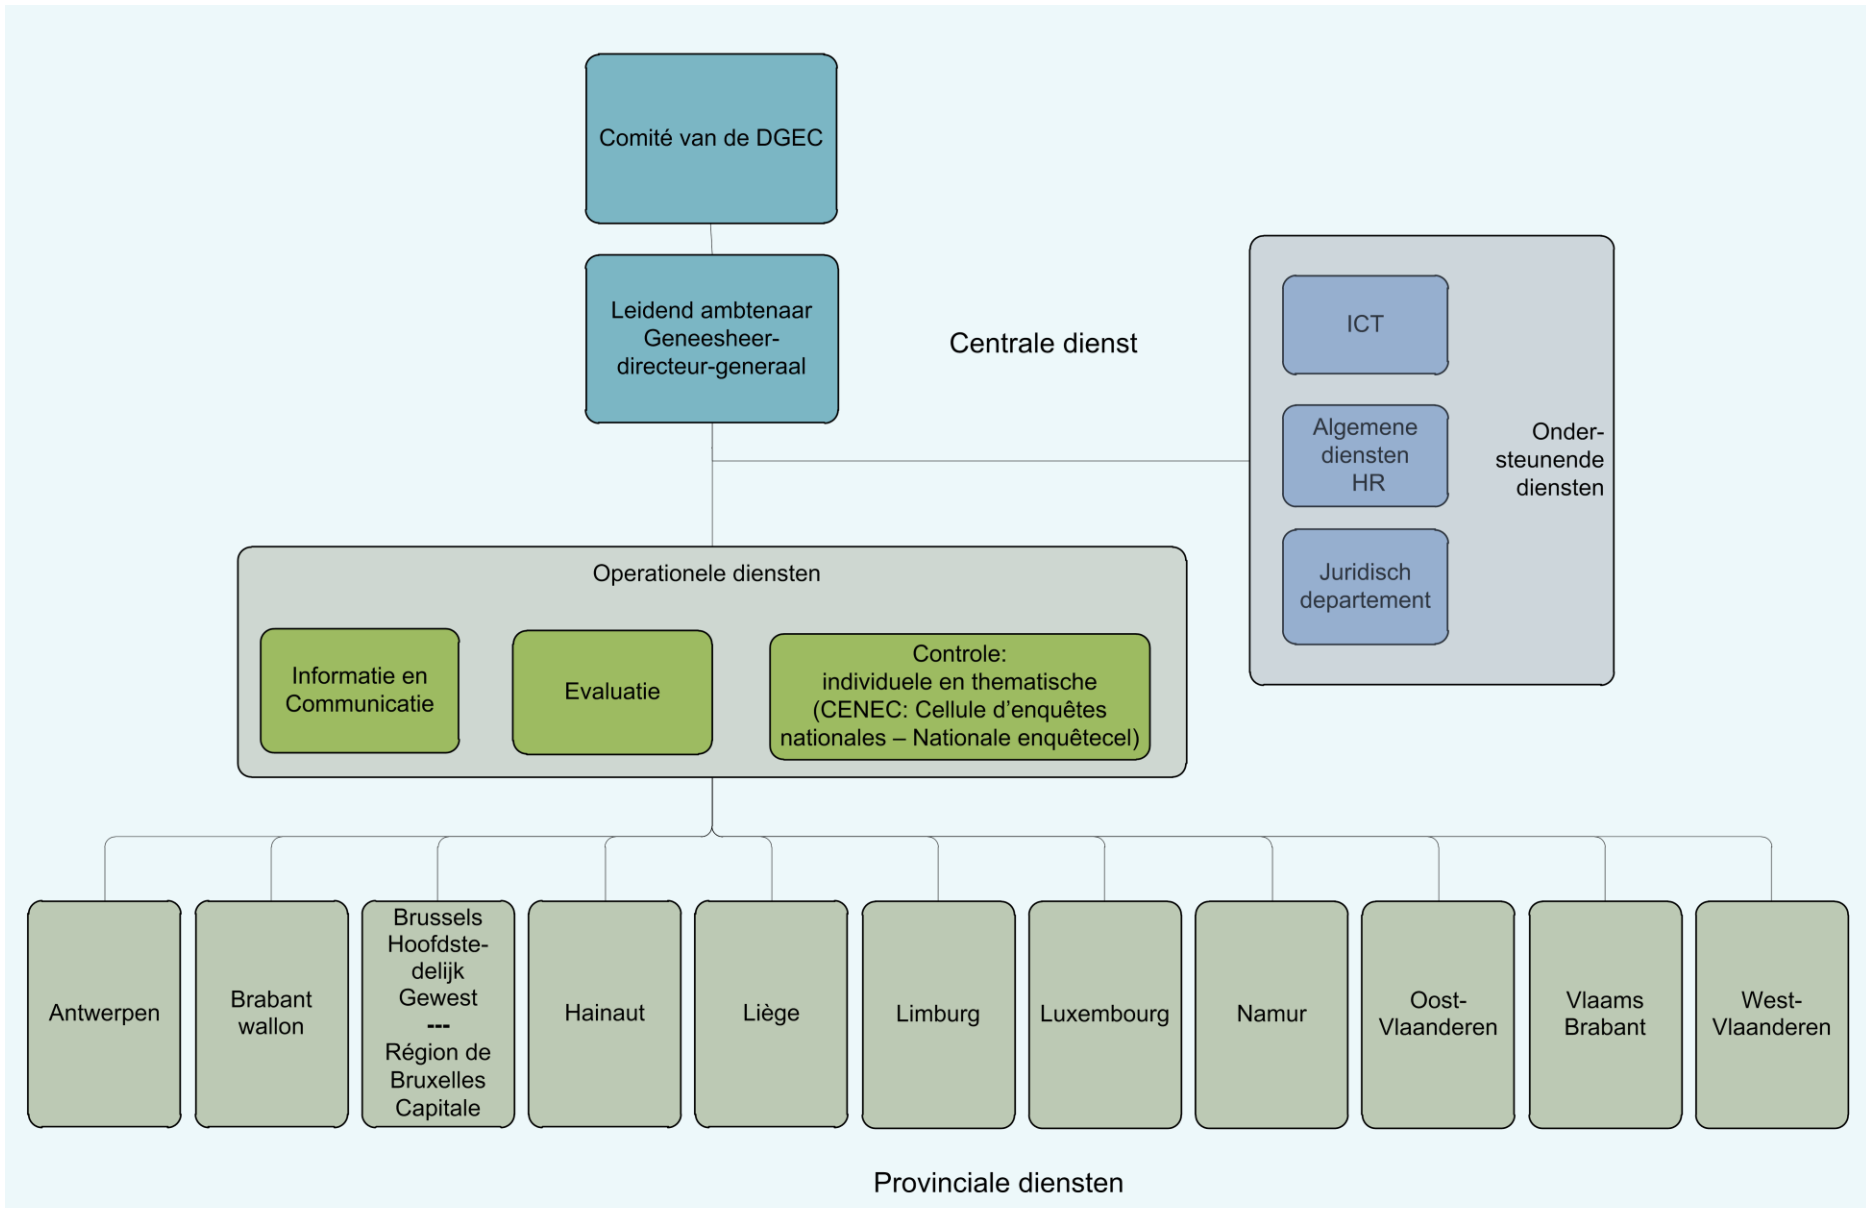 Comité van de DGEC
Leidend ambtenaar
Geneesheer-
directeur-generaal
Centrale dienst
ICT
Algemene
diensten
HR
Juridisch
departement
Onder-
steunende
diensten
Operationele diensten
Informatie en
Communicatie
Evaluatie
Controle:
individuele en thematische
(CENEC: Cellule d’enquêtes
nationales – Nationale enquêtecel)
Antwerpen
Brabant
wallon
Brussels
Hoofdste-
delijk
Gewest
---
Région de
Bruxelles
Capitale
Hainaut
Liège
Limburg
Luxembourg
Namur
Oost-
Vlaanderen
Vlaams
Brabant
West-
Vlaanderen
Provinciale diensten